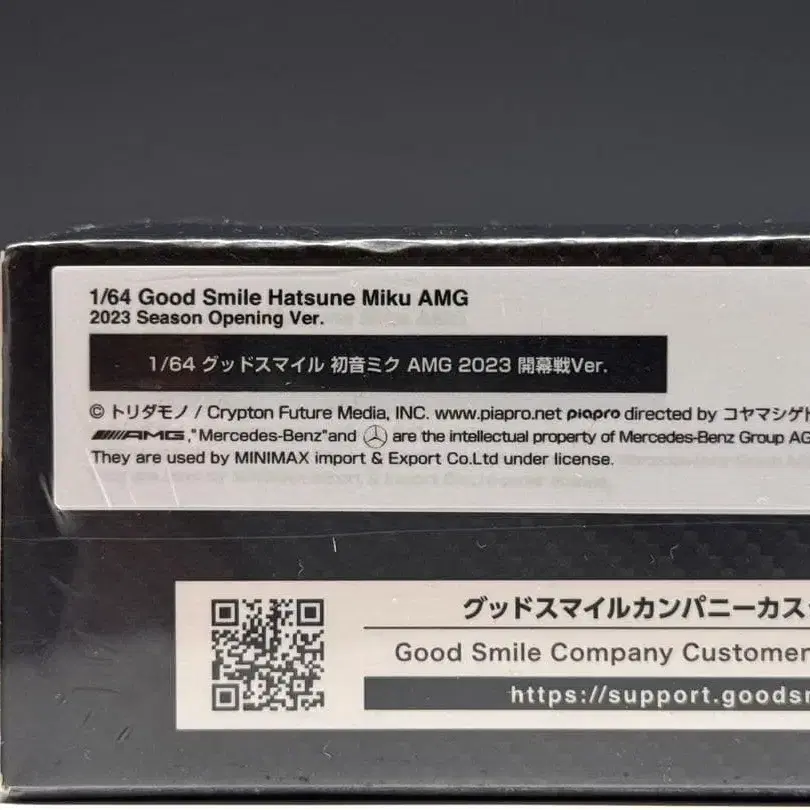 1/64 Good Smile Hatsune Miku AMG
2023 Season Opening Ver.
1/64 グッドスマイル 初音ミク AMG 2023 開幕戦Ver.
© トリダモノ / Crypton Future Media, INC. www.piapro.net piapro directed by コヤマシゲト
AMG,"Mercedes-Benz"and are the intellectual property of Mercedes-Benz Group AG
They are used by MINIMAX import & Export Co.Ltd under license.
グッドスマイルカンパニーカス
Good Smile Company Customer
https://support.goods